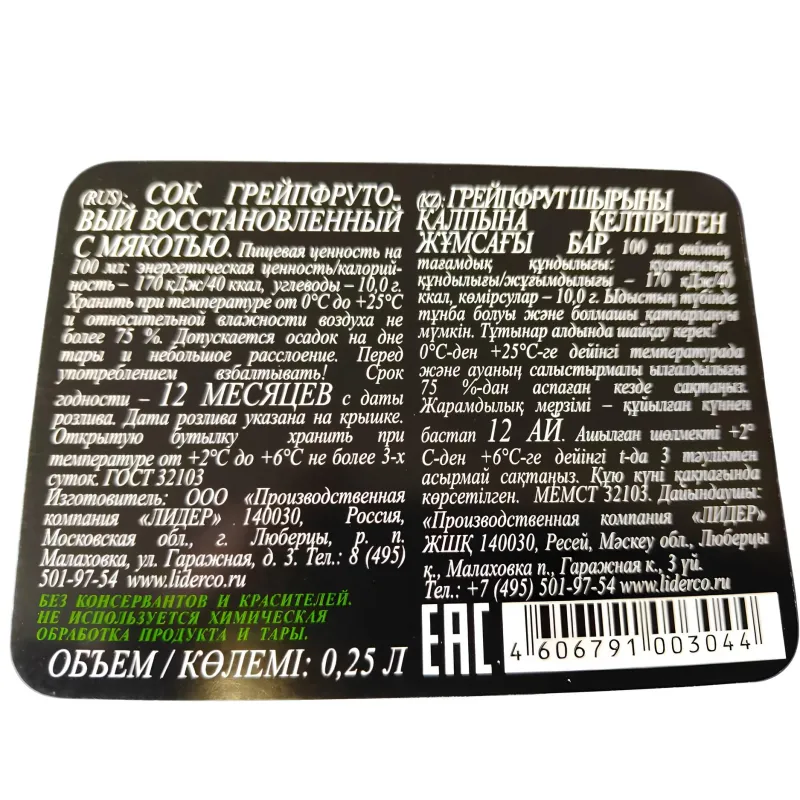 (RUS): СОК ГРЕЙПФРУТО-
ВЫЙ ВОССТАНОВЛЕННЫЙ
С МЯКОТЬЮ. Пищевая ценность на
100 мл: энергетическая ценность/калорий-
ность – 170 кДж/40 ккал, углеводы – 10,0 г.
Хранить при температуре от 0°С до +25°С
и относительной влажности воздуха не
более 75 %. Допускается осадок на дне
тары и небольшое расслоение. Перед
употреблением взбалтывать! Срок
годности – 12 МЕСЯЦЕВ с даты
розлива. Дата розлива указана на крышке.
Открытую бутылку хранить при
температуре от +2°С до +6°С не более 3-х
суток. ГОСТ 32103
Изготовитель: ООО «Производственная
компания «ЛИДЕР» 140030, Россия,
Московская обл., г. Люберцы, р. п.
Малаховка, ул. Гаражная, д. 3. Тел.: 8 (495)
501-97-54 www.liderco.ru
БЕЗ КОНСЕРВАНТОВ И КРАСИТЕЛЕЙ.
НЕ ИСПОЛЬЗУЕТСЯ ХИМИЧЕСКАЯ
ОБРАБОТКА ПРОДУКТА И ТАРЫ.
ОБЪЕМ / КӨЛЕМІ: 0,25 Л
(KZ): ГРЕЙПФРУТ ШЫРЫНЫ
ҚАЛПЫНА КЕЛТІРІЛГЕН
ЖҰМСАҒЫ БАР. 100 мл өнімнің
тағамдық құндылығы: қуаттылық
құндылығы/жұғымдылығы – 170 кДж/40
ккал, көмірсулар – 10,0 г. Ыдыстың түбінде
тұнба болуы және болмашы қаттарлануы
мүмкін. Тұтынар алдында шайқау керек!
0°С-ден +25°С-ге дейінгі температурада
және ауаның салыстырмалы ылғалдылығы
75 %-дан аспаған кезде сақтаңыз.
Жарамдылық мерзімі – құйылған күннен
бастап 12 АЙ. Ашылған шөлмекті +2°
С-ден +6°С-ге дейінгі t-да 3 тәуліктен
асырмай сақтаңыз. Құю күні қақпағында
көрсетілген. МЕМСТ 32103. Дайындаушы:
«Производственная компания «ЛИДЕР»
ЖШҚ 140030, Ресей, Мәскеу обл., Люберцы
қ., Малаховка п., Гаражная к., 3 үй.
Тел.: +7 (495) 501-97-54 www.liderco.ru
EAC
4 606791 003044